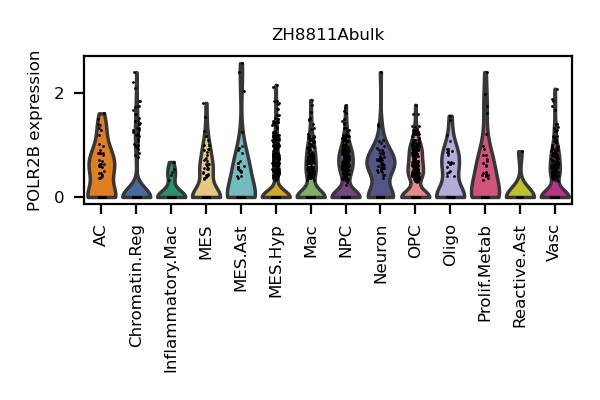 ZH8811Abulk
POLR2B expression
2
0
AC
Chromatin.Reg
Inflammatory.Mac
MES
MES.Ast
MES.Hyp
Mac
NPC
Neuron
OPC
Oligo
Prolif.Metab
Reactive.Ast
Vasc